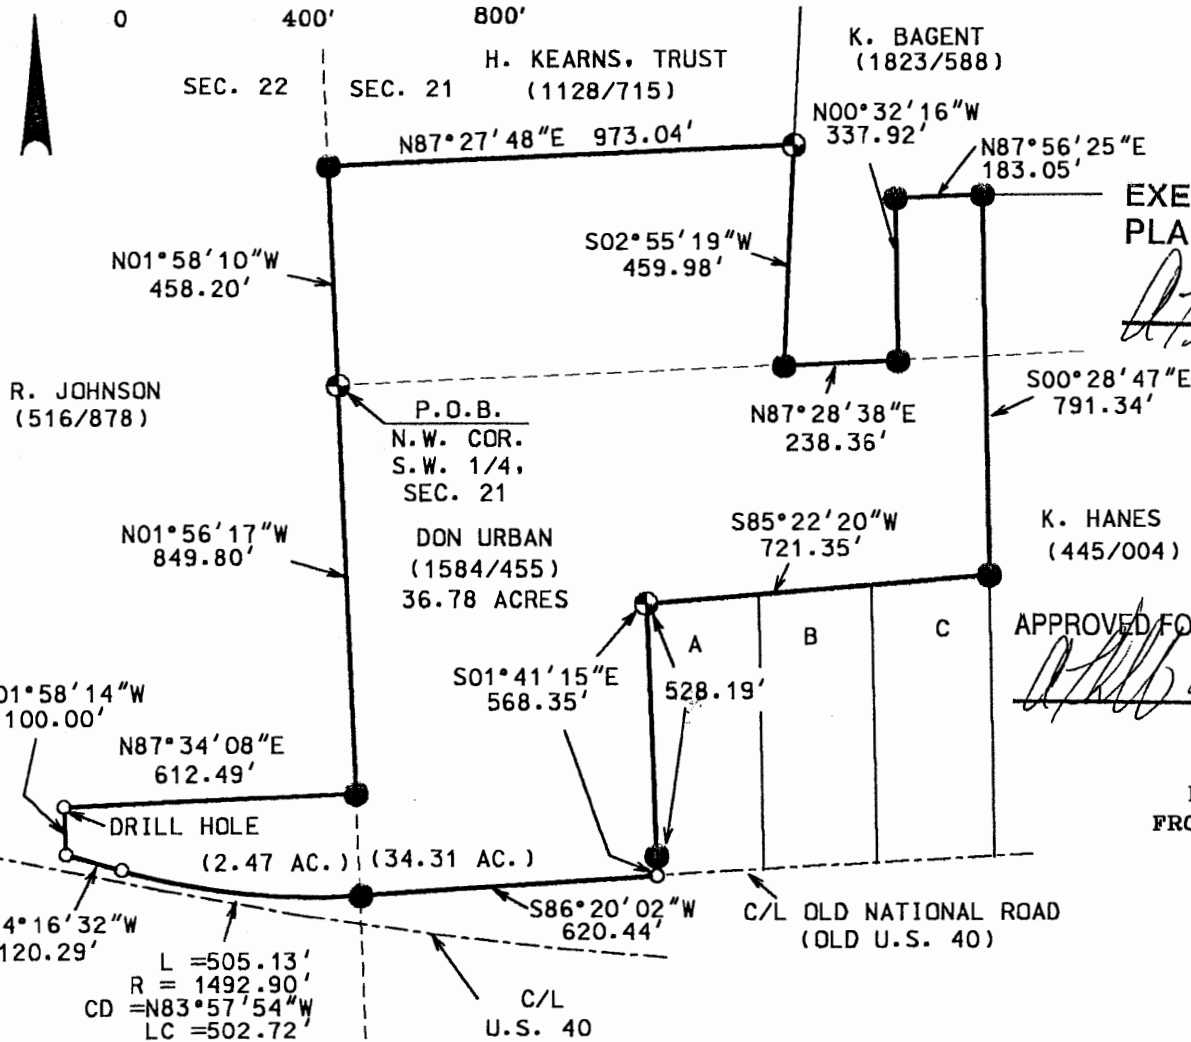 0 400' 800'
H. KEARNS, TRUST
(1128/715)
K. BAGENT
(1823/588)
SEC. 22 SEC. 21
N87°27'48"E 973.04'
N00°32'16"W
337.92'
N87°56'25"E
183.05'
EXE
PLA
N01°58'10"W
458.20'
S02°55'19"W
459.98'
R. JOHNSON
(516/878)
P.O.B.
N.W. COR.
S.W. 1/4,
SEC. 21
N87°28'38"E
238.36'
S00°28'47"E
791.34'
N01°56'17"W
849.80'
DON URBAN
(1584/455)
36.78 ACRES
S85°22'20"W
721.35'
K. HANES
(445/004)
A B C
APPROVED FO
S01°41'15"E
568.35'
528.19'
01°58'14"W
100.00'
N87°34'08"E
612.49'
DRILL HOLE
(2.47 AC.) (34.31 AC.)
FRO
4°16'32"W
120.29'
S86°20'02"W
620.44'
C/L OLD NATIONAL ROAD
(OLD U.S. 40)
L =505.13'
R = 1492.90'
CD =N83°57'54"W
LC =502.72'
C/L
U.S. 40